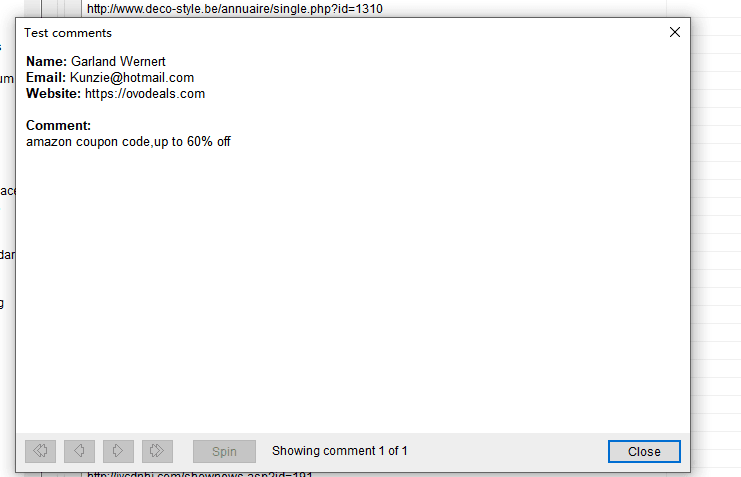 http://www.deco-style.be/annuaire/single.php?id=1310
Test comments
Name: Garland Wernert
Email: Kunzie@hotmail.com
Website: https://ovodeals.com
Comment:
amazon coupon code,up to 60% off
um
ace
dar
g
Spin
Showing comment 1 of 1
Close